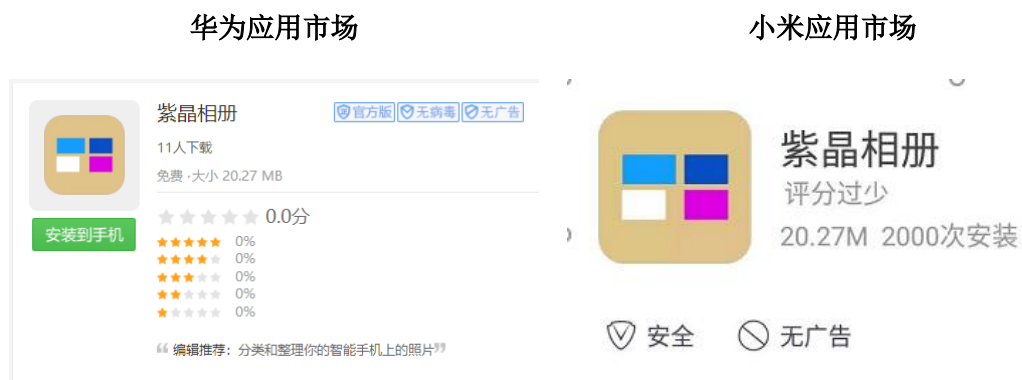 华为应用市场
小米应用市场
紫晶相册
官方版 无病毒 无广告
11人下载
免费 · 大小 20.27 MB
安装到手机
0.0分
0%
0%
0%
0%
0%
编辑推荐：分类和整理你的智能手机上的照片
紫晶相册
评分过少
20.27M 2000次安装
安全 无广告